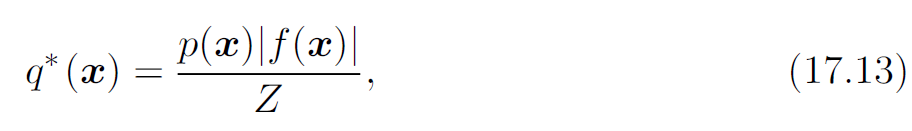 q*(x) = p(x)|f(x)| / Z, (17.13)